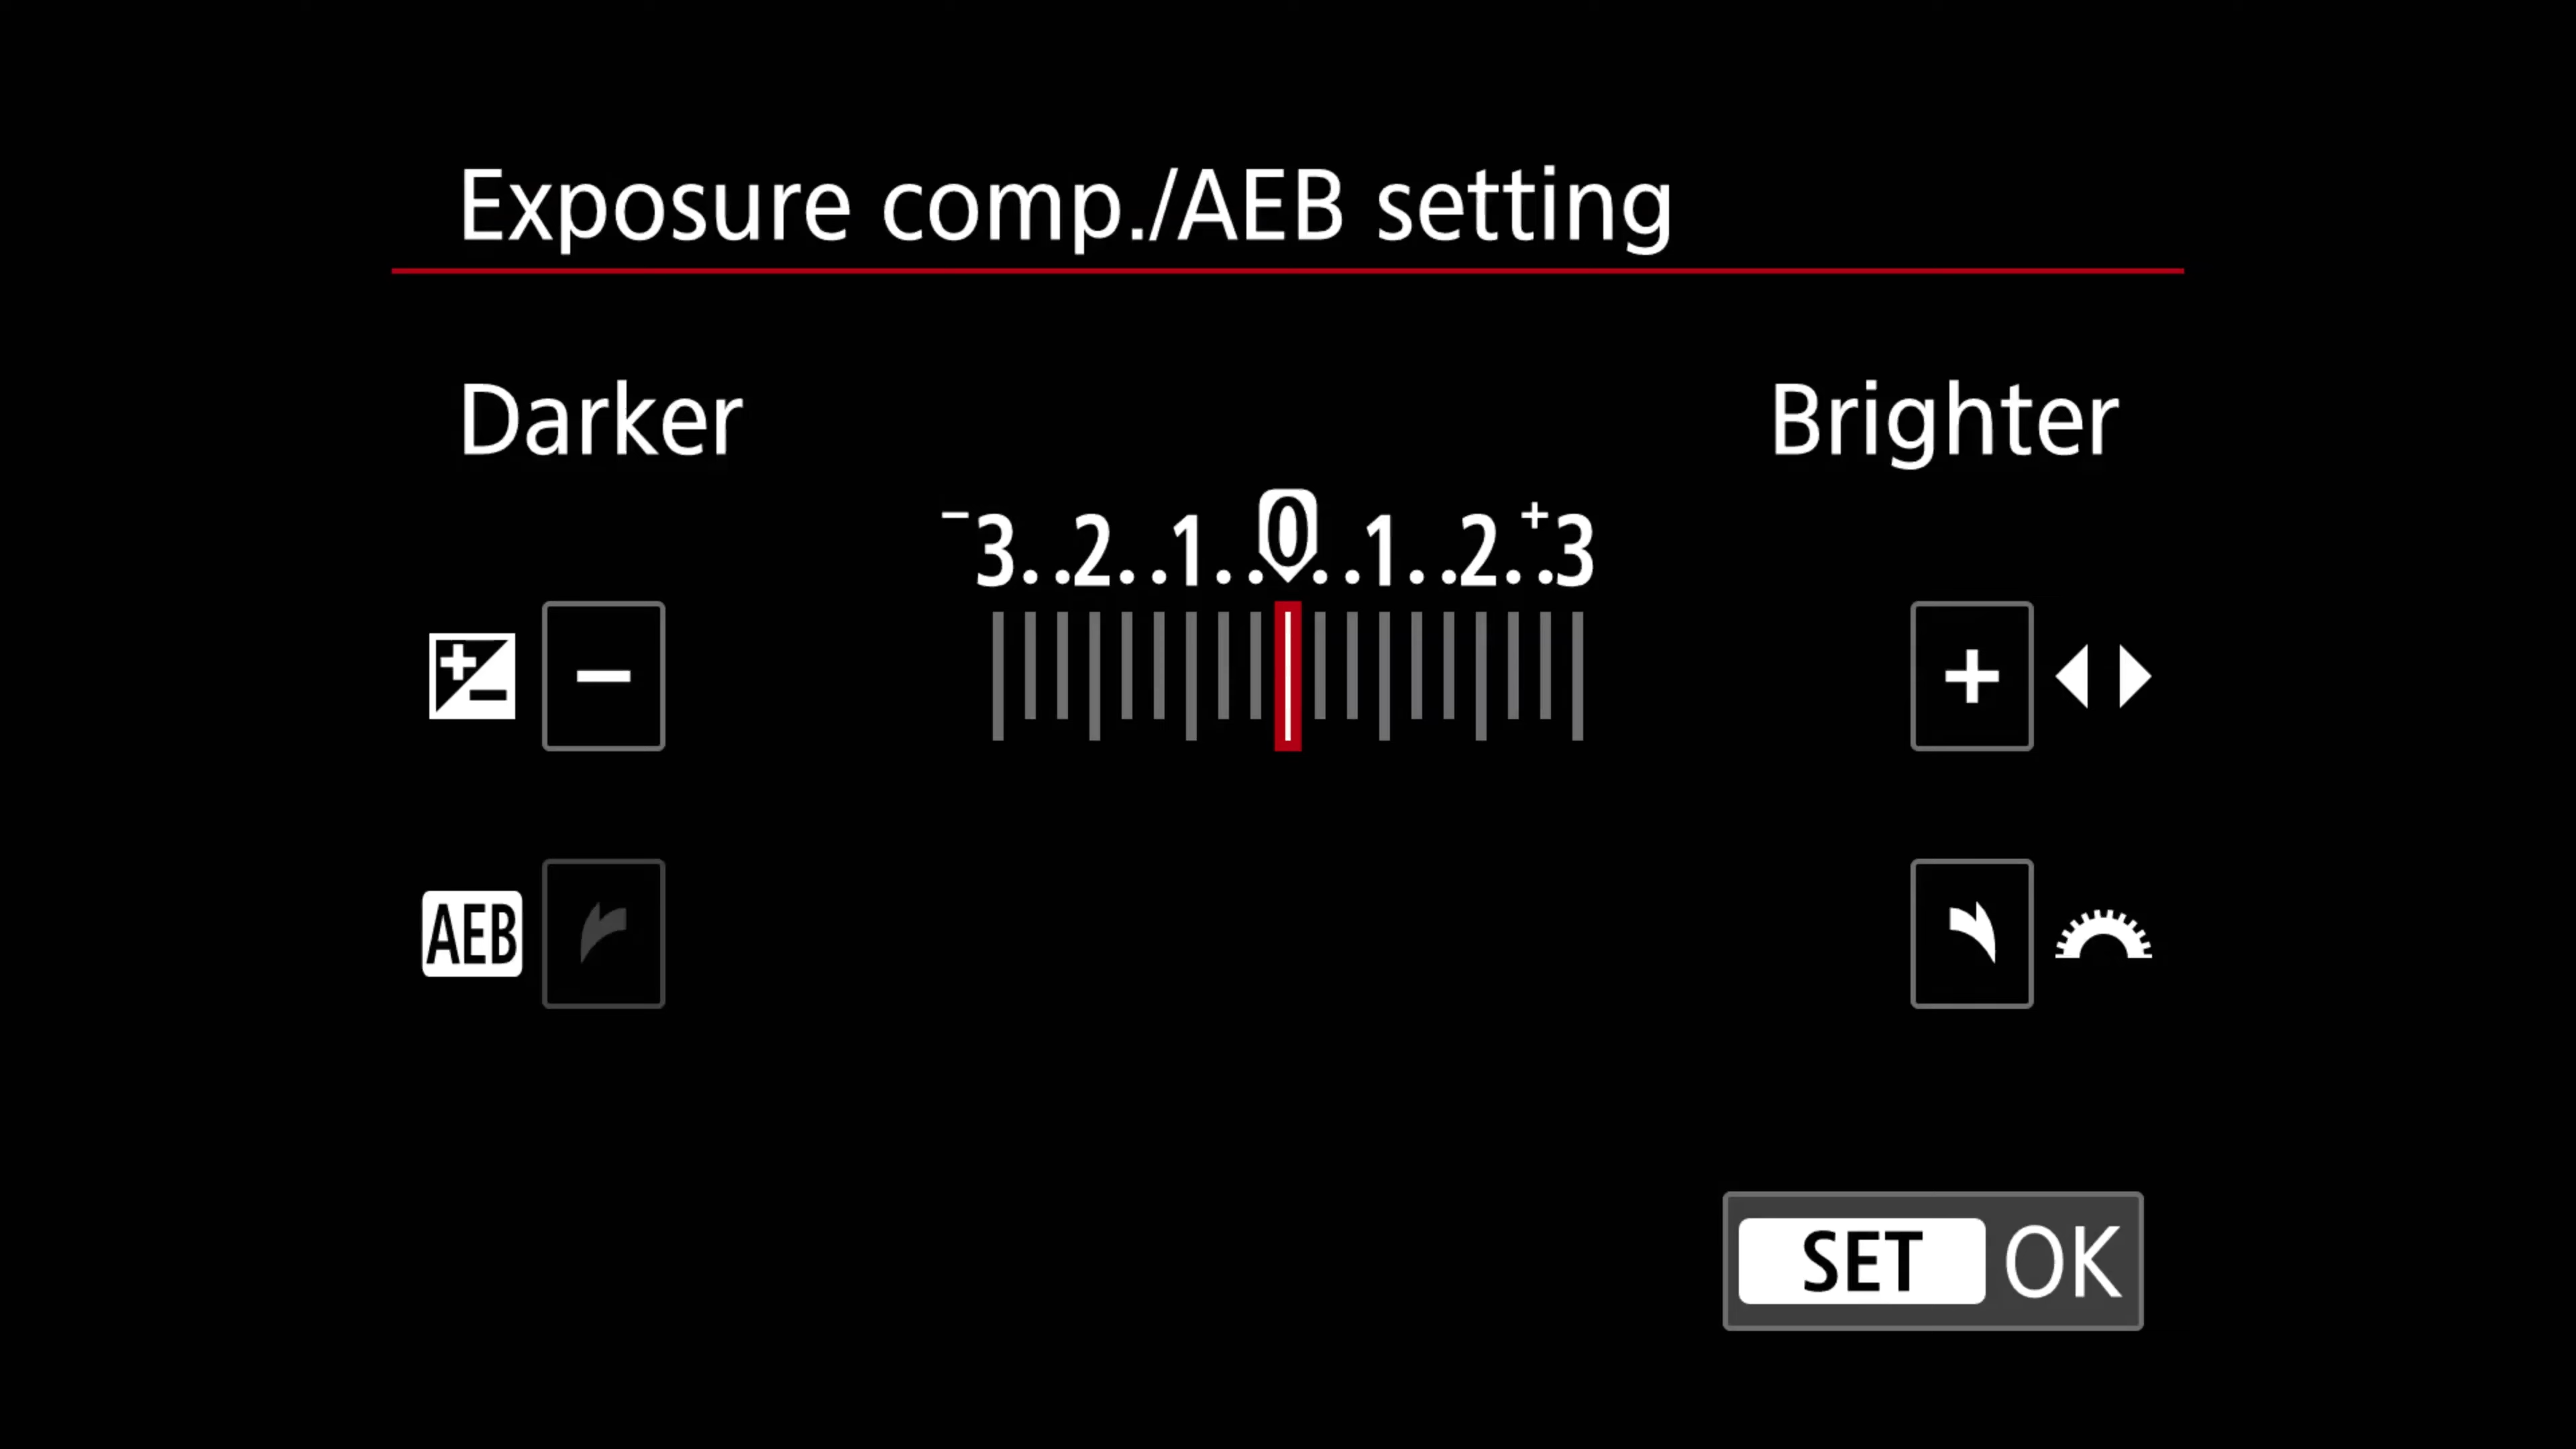 Exposure comp./AEB setting
Darker
Brighter
-3..2..1..0..1..2..+3
+- −
+
AEB
SET OK